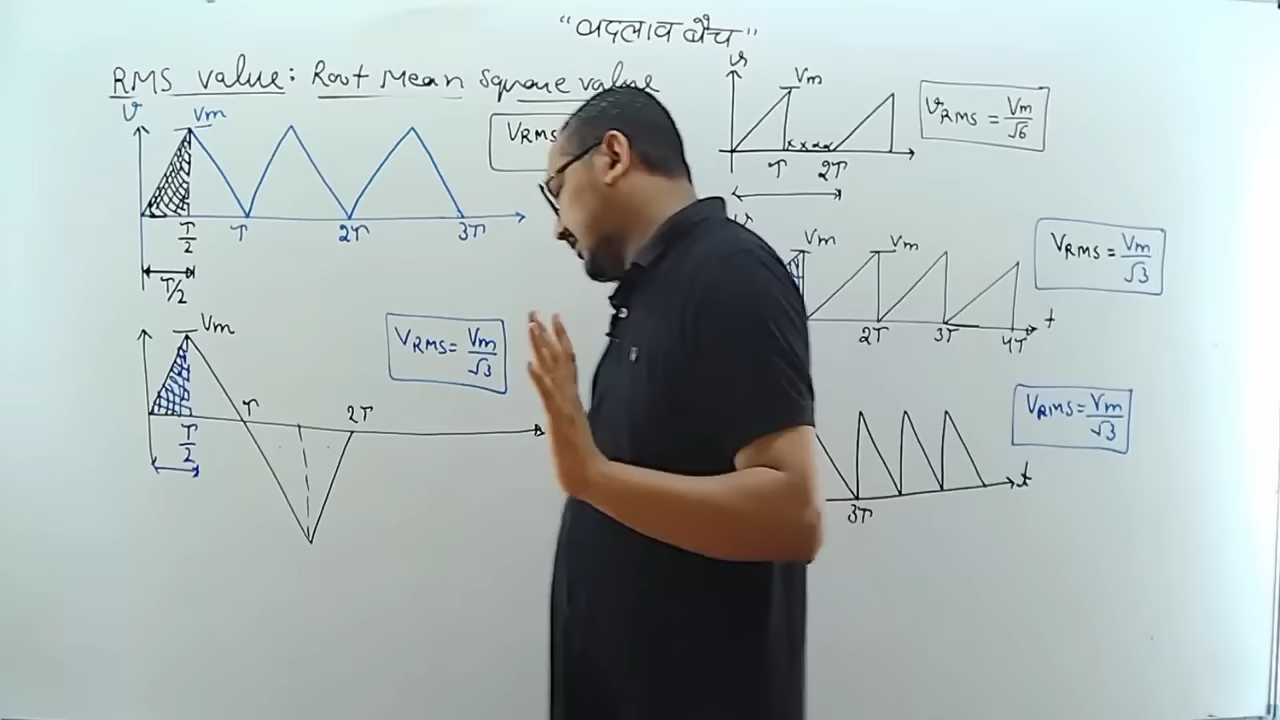 “बदलाव बैच”
RMS value: Root Mean Square value
v
Vm
T/2
T
2T
3T
T/2
VRMS
Vm
T
2T
T/2
VRMS = Vm/√3
v
Vm
T
xxxx
2T
VRMS = Vm/√6
v
Vm
Vm
2T
3T
4T
t
VRMS = Vm/√3
3T
t
VRMS = Vm/√3